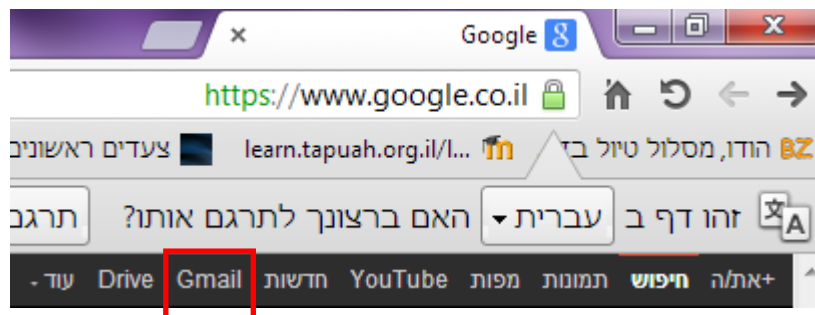 Google
https://www.google.co.il
הודו, מסלול טיול בד learn.tapuah.org.il/l... צעדים ראשונים
זהו דף ב עברית האם ברצונך לתרגם אותו? תרגם
+את/ה חיפוש תמונות מפות YouTube חדשות Gmail Drive עוד